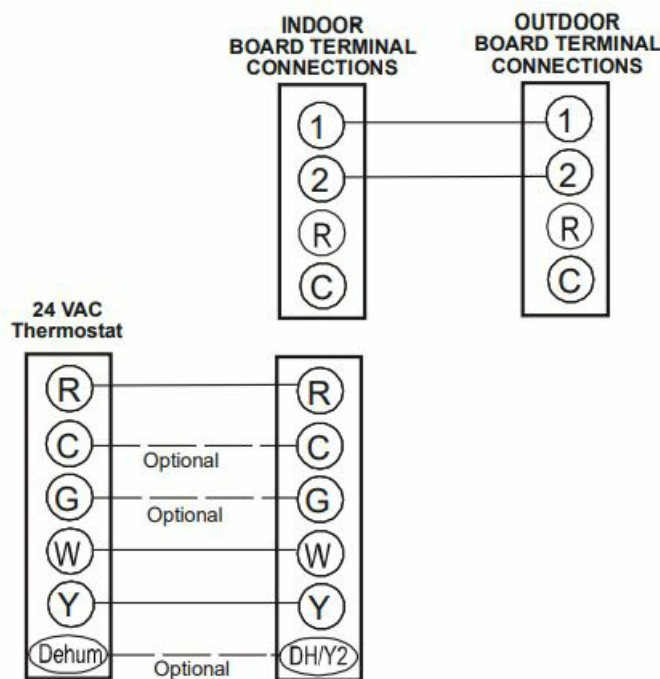 INDOOR
BOARD TERMINAL
CONNECTIONS
OUTDOOR
BOARD TERMINAL
CONNECTIONS
1
1
2
2
R
R
C
C
24 VAC
Thermostat
R
R
C
Optional
C
G
Optional
G
W
W
Y
Y
Dehum
Optional
DH/Y2